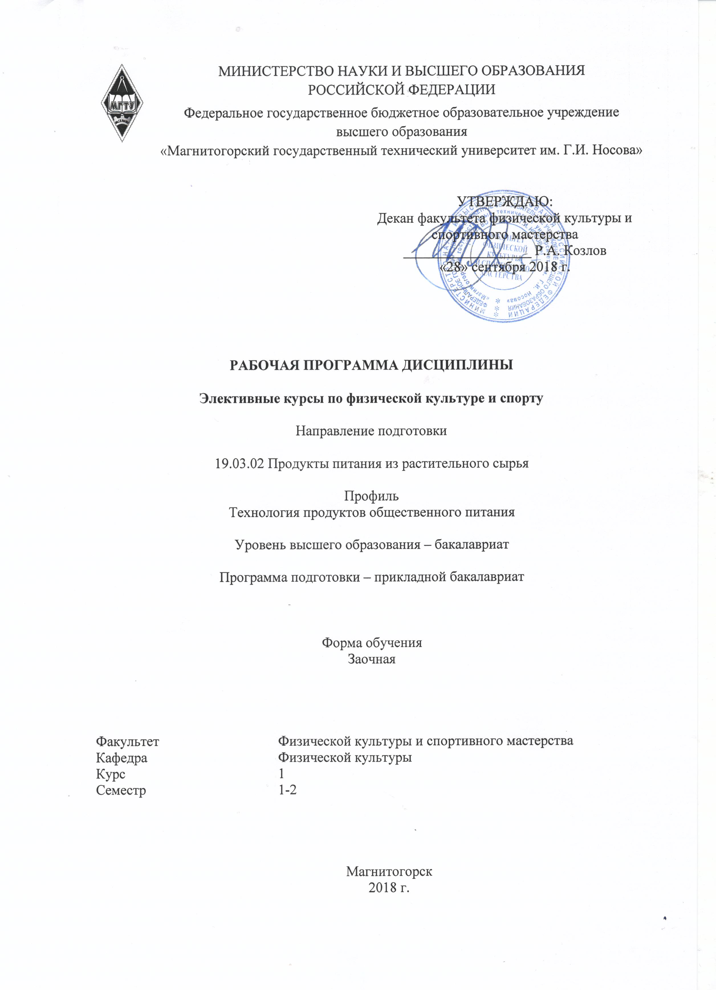 МИНИСТЕРСТВО НАУКИ И ВЫСШЕГО ОБРАЗОВАНИЯ
РОССИЙСКОЙ ФЕДЕРАЦИИ
Федеральное государственное бюджетное образовательное учреждение
высшего образования
«Магнитогорский государственный технический университет им. Г.И. Носова»
МГТУ
УТВЕРЖДАЮ:
Декан факультета физической культуры и
спортивного мастерства
Р.А. Козлов
«28» сентября 2018 г.
РАБОЧАЯ ПРОГРАММА ДИСЦИПЛИНЫ
Элективные курсы по физической культуре и спорту
Направление подготовки
19.03.02 Продукты питания из растительного сырья
Профиль
Технология продуктов общественного питания
Уровень высшего образования – бакалавриат
Программа подготовки – прикладной бакалавриат
Форма обучения
Заочная
Факультет Физической культуры и спортивного мастерства
Кафедра Физической культуры
Курс 1
Семестр 1-2
Магнитогорск
2018 г.